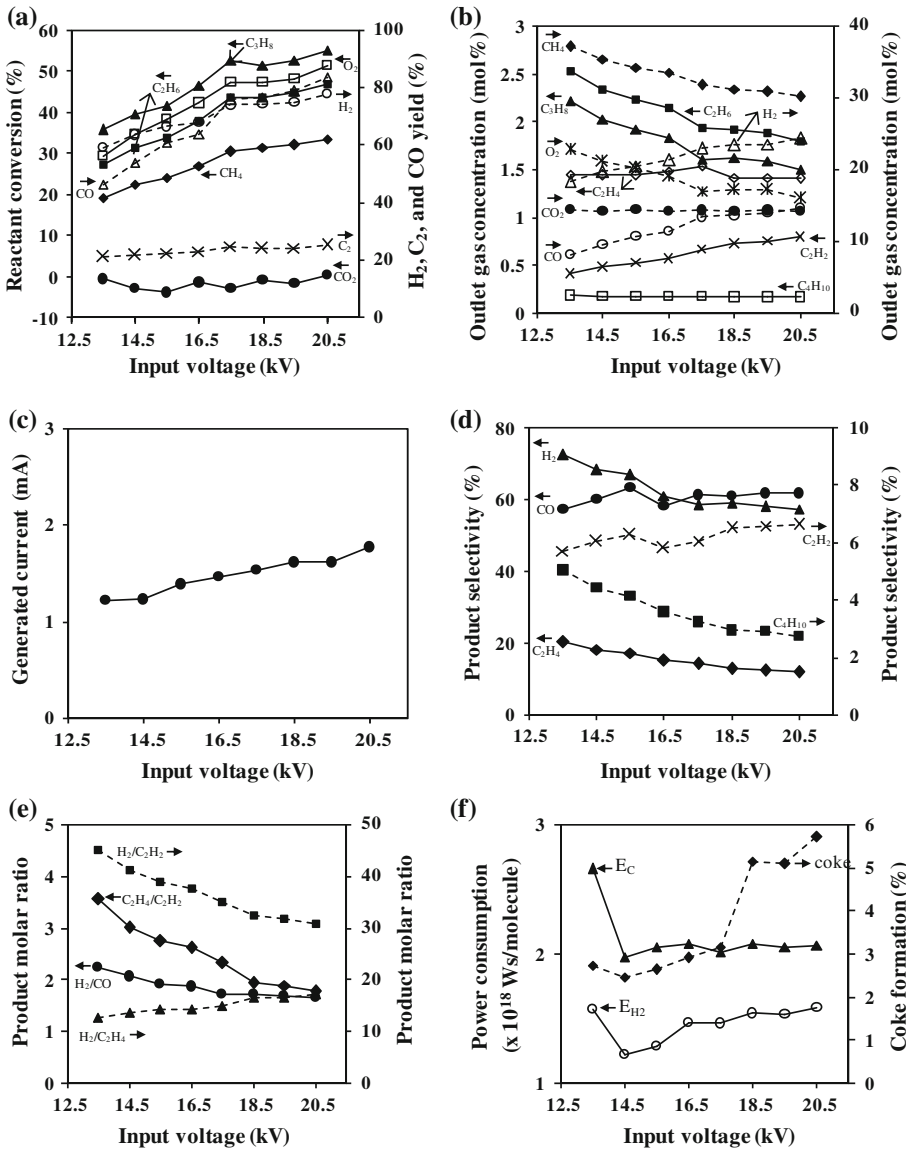 (a)
Reactant conversion (%)
60
50
40
30
20
10
0
-10
100
80
60
40
20
0
H₂, C₂, and CO yield (%)
C₃H₈
O₂
C₂H₆
H₂
CO
CH₄
C₂
CO₂
12.5 14.5 16.5 18.5 20.5
Input voltage (kV)
(b)
Outlet gas concentration (mol%)
3
2.5
2
1.5
1
0.5
0
40
30
20
10
0
Outlet gas concentration (mol%)
CH₄
C₃H₈
C₂H₆
H₂
O₂
C₂H₄
CO₂
CO
C₂H₂
C₄H₁₀
12.5 14.5 16.5 18.5 20.5
Input voltage (kV)
(c)
Generated current (mA)
3
2
1
0
12.5 14.5 16.5 18.5 20.5
Input voltage (kV)
(d)
Product selectivity (%)
80
60
40
20
0
10
8
6
4
2
0
Product selectivity (%)
H₂
CO
C₂H₂
C₄H₁₀
C₂H₄
12.5 14.5 16.5 18.5 20.5
Input voltage (kV)
(e)
Product molar ratio
5
4
3
2
1
0
50
40
30
20
10
0
Product molar ratio
H₂/C₂H₂
C₂H₄/C₂H₂
H₂/CO
H₂/C₂H₄
12.5 14.5 16.5 18.5 20.5
Input voltage (kV)
(f)
Power consumption
(x 10¹⁸ Ws/molecule)
3
2
1
6
5
4
3
2
1
0
Coke formation (%)
E_C
coke
E_H2
12.5 14.5 16.5 18.5 20.5
Input voltage (kV)